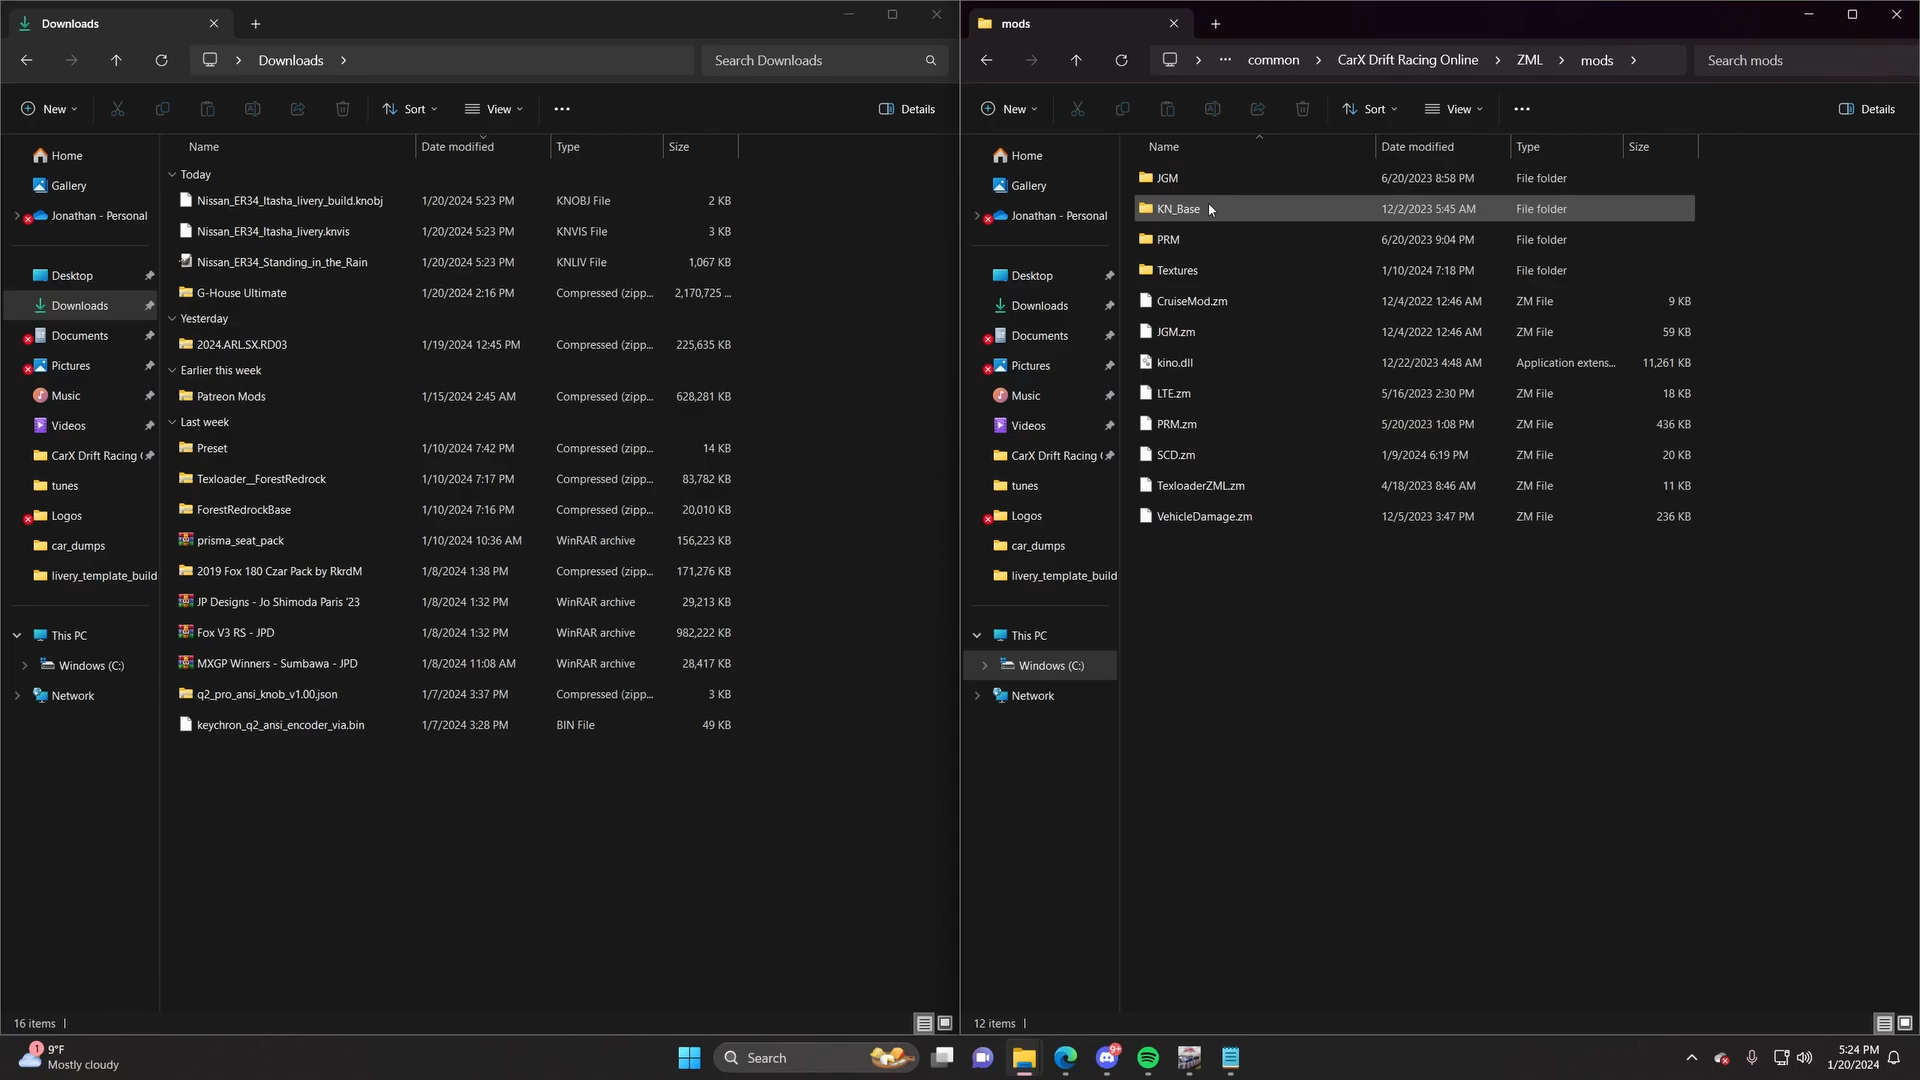 Downloads
Downloads
Search Downloads
New
Sort
View
Details
Home
Gallery
Jonathan - Personal
Desktop
Downloads
Documents
Pictures
Music
Videos
CarX Drift Racing (
tunes
Logos
car_dumps
livery_template_build
This PC
Windows (C:)
Network
Name Date modified Type Size
Today
Nissan_ER34_Itasha_livery_build.knobj 1/20/2024 5:23 PM KNOBJ File 2 KB
Nissan_ER34_Itasha_livery.knvis 1/20/2024 5:23 PM KNVIS File 3 KB
Nissan_ER34_Standing_in_the_Rain 1/20/2024 5:23 PM KNLIV File 1,067 KB
G-House Ultimate 1/20/2024 2:16 PM Compressed (zipp... 2,170,725 ...
Yesterday
2024.ARL.SX.RD03 1/19/2024 12:45 PM Compressed (zipp... 225,635 KB
Earlier this week
Patreon Mods 1/15/2024 2:45 AM Compressed (zipp... 628,281 KB
Last week
Preset 1/10/2024 7:42 PM Compressed (zipp... 14 KB
Texloader__ForestRedrock 1/10/2024 7:17 PM Compressed (zipp... 83,782 KB
ForestRedrockBase 1/10/2024 7:16 PM Compressed (zipp... 20,010 KB
prisma_seat_pack 1/10/2024 10:36 AM WinRAR archive 156,223 KB
2019 Fox 180 Czar Pack by RkrdM 1/8/2024 1:38 PM Compressed (zipp... 171,276 KB
JP Designs - Jo Shimoda Paris '23 1/8/2024 1:32 PM WinRAR archive 29,213 KB
Fox V3 RS - JPD 1/8/2024 1:32 PM WinRAR archive 982,222 KB
MXGP Winners - Sumbawa - JPD 1/8/2024 11:08 AM WinRAR archive 28,417 KB
q2_pro_ansi_knob_v1.00.json 1/7/2024 3:37 PM Compressed (zipp... 3 KB
keychron_q2_ansi_encoder_via.bin 1/7/2024 3:28 PM BIN File 49 KB
16 items
mods
common CarX Drift Racing Online ZML mods
Search mods
New
Sort
View
Details
Home
Gallery
Jonathan - Personal
Desktop
Downloads
Documents
Pictures
Music
Videos
CarX Drift Racing (
tunes
Logos
car_dumps
livery_template_build
This PC
Windows (C:)
Network
Name Date modified Type Size
JGM 6/20/2023 8:58 PM File folder
KN_Base 12/2/2023 5:45 AM File folder
PRM 6/20/2023 9:04 PM File folder
Textures 1/10/2024 7:18 PM File folder
CruiseMod.zm 12/4/2022 12:46 AM ZM File 9 KB
JGM.zm 12/4/2022 12:46 AM ZM File 59 KB
kino.dll 12/22/2023 4:48 AM Application extens... 11,261 KB
LTE.zm 5/16/2023 2:30 PM ZM File 18 KB
PRM.zm 5/20/2023 1:08 PM ZM File 436 KB
SCD.zm 1/9/2024 6:19 PM ZM File 20 KB
TexloaderZML.zm 4/18/2023 8:46 AM ZM File 11 KB
VehicleDamage.zm 12/5/2023 3:47 PM ZM File 236 KB
12 items
1
9°F
Mostly cloudy
Search
9+
5:24 PM
1/20/2024